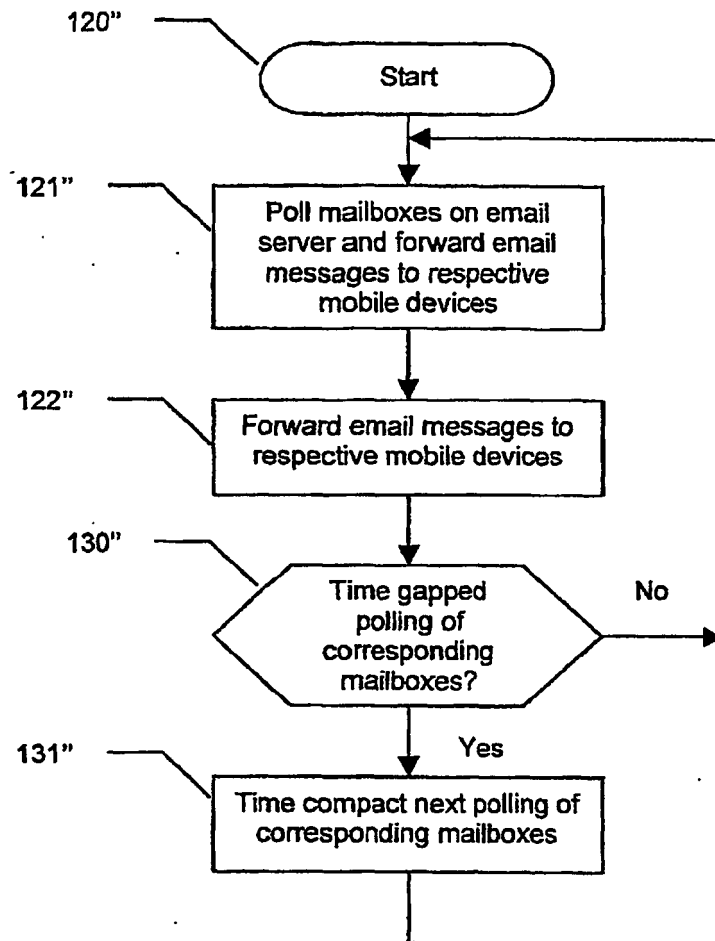 120”
Start
121”
Poll mailboxes on email
server and forward email
messages to respective
mobile devices
122”
Forward email messages to
respective mobile devices
130”
Time gapped
polling of
corresponding
mailboxes?
No
Yes
131”
Time compact next polling of
corresponding mailboxes